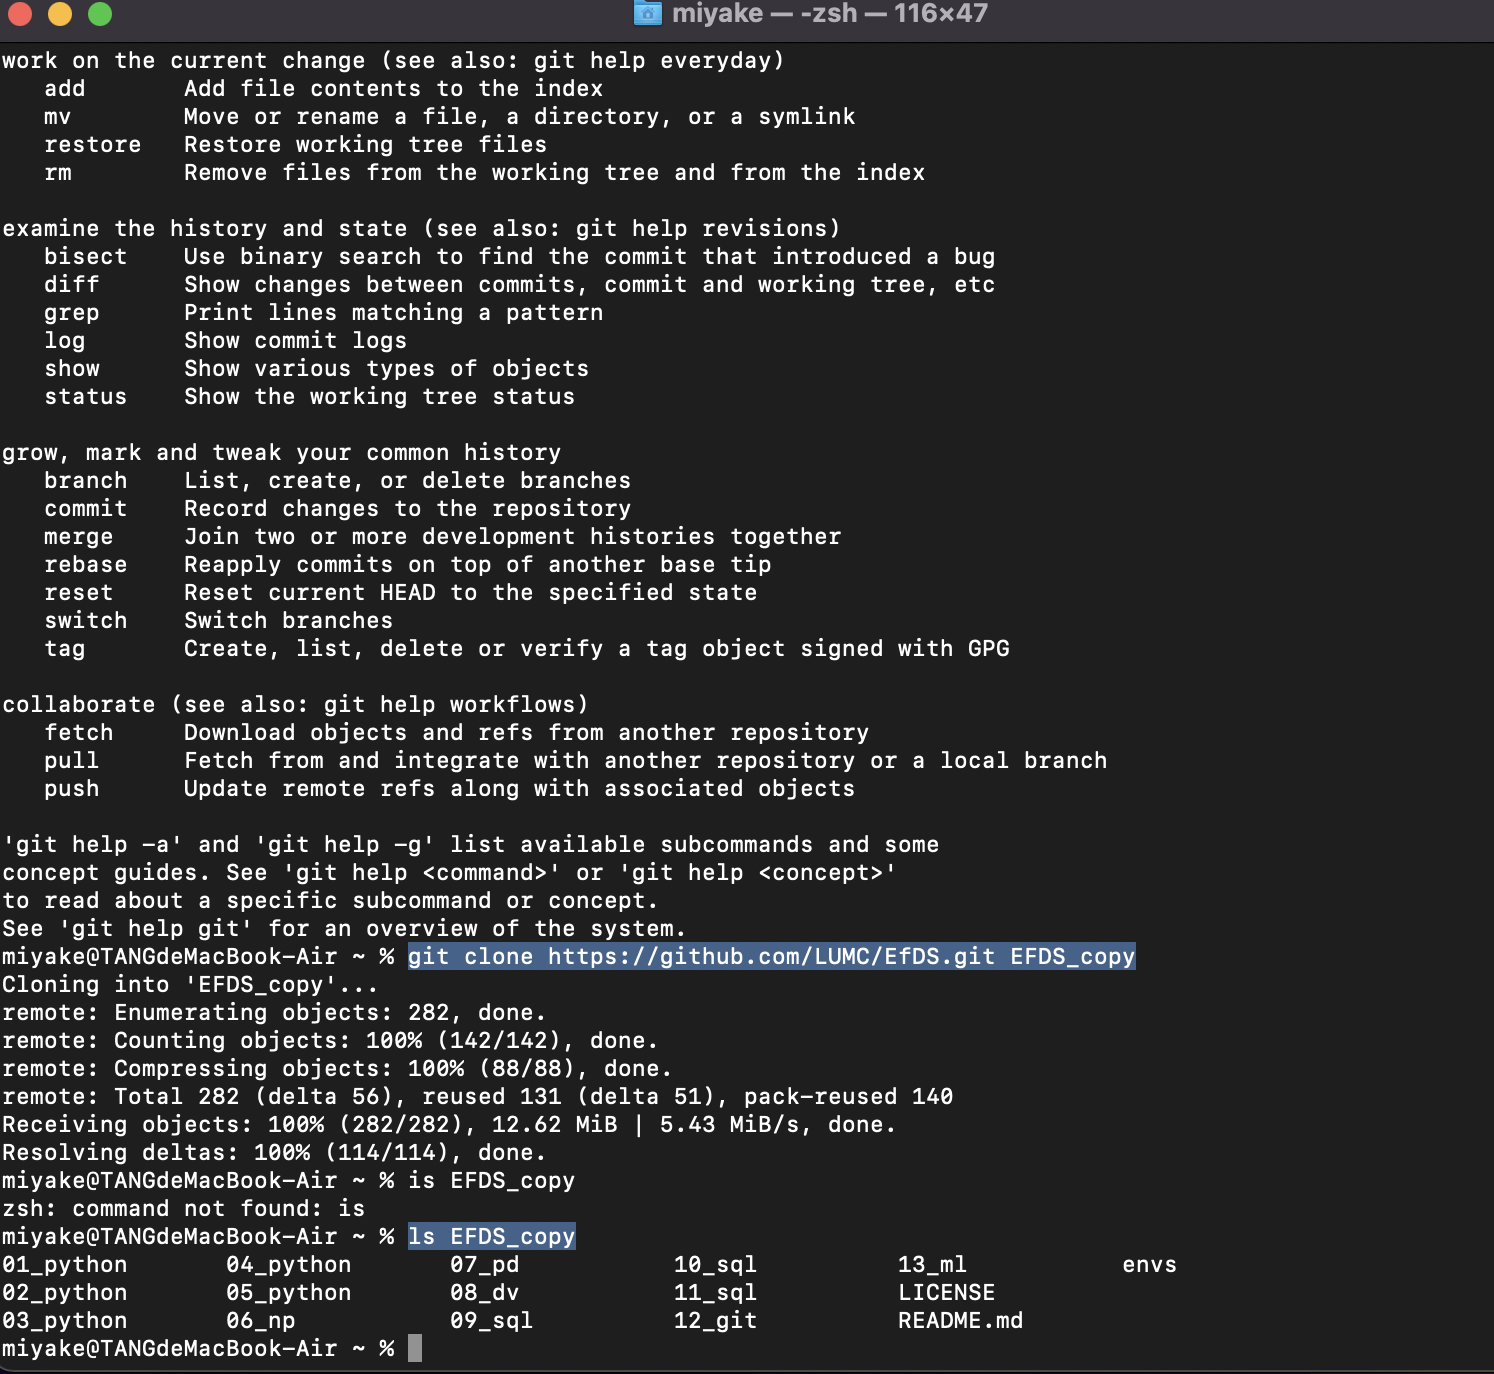 miyake — -zsh — 116×47
work on the current change (see also: git help everyday)
   add       Add file contents to the index
   mv        Move or rename a file, a directory, or a symlink
   restore   Restore working tree files
   rm        Remove files from the working tree and from the index

examine the history and state (see also: git help revisions)
   bisect    Use binary search to find the commit that introduced a bug
   diff      Show changes between commits, commit and working tree, etc
   grep      Print lines matching a pattern
   log       Show commit logs
   show      Show various types of objects
   status    Show the working tree status

grow, mark and tweak your common history
   branch    List, create, or delete branches
   commit    Record changes to the repository
   merge     Join two or more development histories together
   rebase    Reapply commits on top of another base tip
   reset     Reset current HEAD to the specified state
   switch    Switch branches
   tag       Create, list, delete or verify a tag object signed with GPG

collaborate (see also: git help workflows)
   fetch     Download objects and refs from another repository
   pull      Fetch from and integrate with another repository or a local branch
   push      Update remote refs along with associated objects

'git help -a' and 'git help -g' list available subcommands and some
concept guides. See 'git help <command>' or 'git help <concept>'
to read about a specific subcommand or concept.
See 'git help git' for an overview of the system.
miyake@TANGdeMacBook-Air ~ % git clone https://github.com/LUMC/EfDS.git EFDS_copy
Cloning into 'EFDS_copy'...
remote: Enumerating objects: 282, done.
remote: Counting objects: 100% (142/142), done.
remote: Compressing objects: 100% (88/88), done.
remote: Total 282 (delta 56), reused 131 (delta 51), pack-reused 140
Receiving objects: 100% (282/282), 12.62 MiB | 5.43 MiB/s, done.
Resolving deltas: 100% (114/114), done.
miyake@TANGdeMacBook-Air ~ % is EFDS_copy
zsh: command not found: is
miyake@TANGdeMacBook-Air ~ % ls EFDS_copy
01_python       04_python       07_pd           10_sql          13_ml           envs
02_python       05_python       08_dv           11_sql          LICENSE
03_python       06_np           09_sql          12_git          README.md
miyake@TANGdeMacBook-Air ~ %